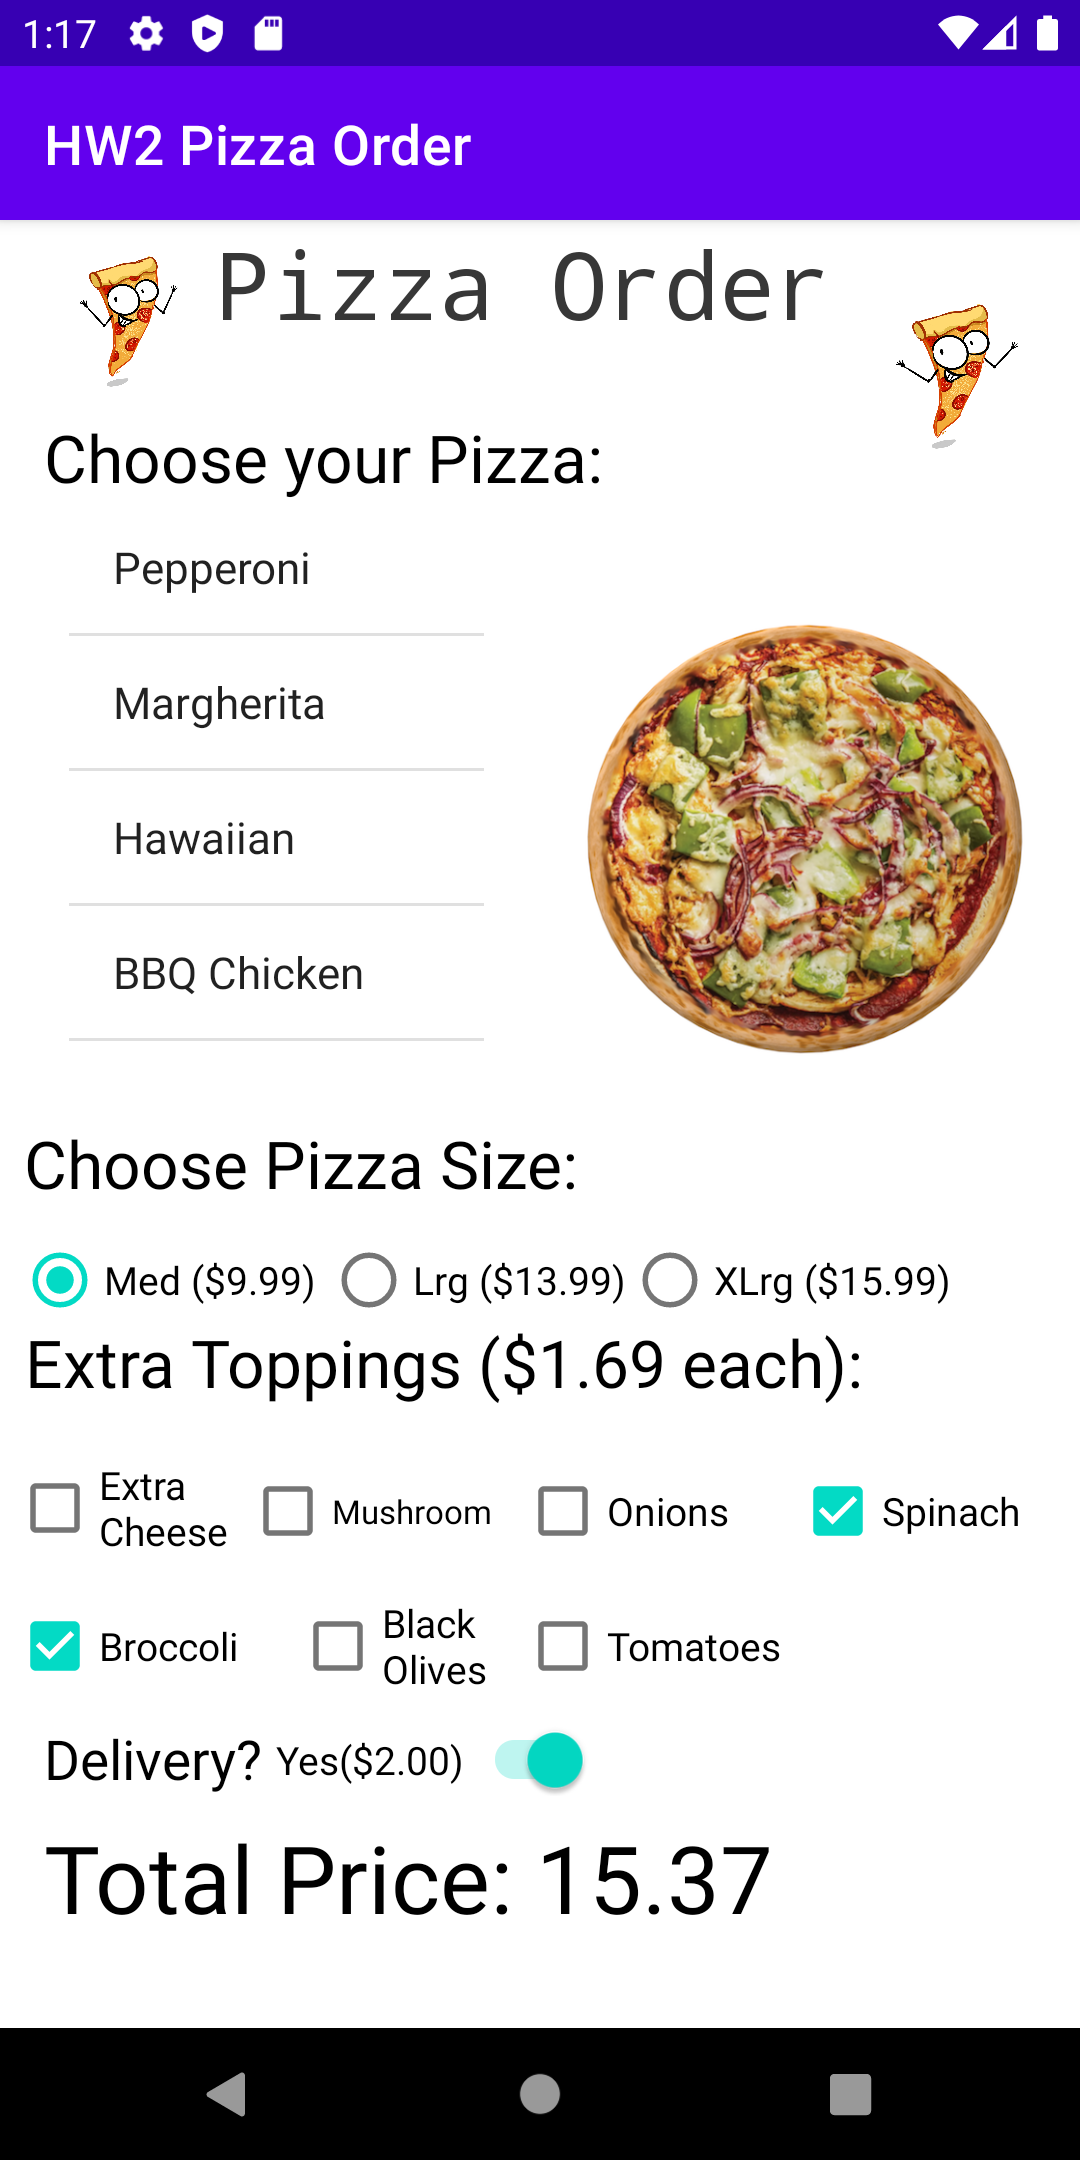 1:17
HW2 Pizza Order
Pizza Order
Choose your Pizza:
Pepperoni
Margherita
Hawaiian
BBQ Chicken
Choose Pizza Size:
Med ($9.99) Lrg ($13.99) XLrg ($15.99)
Extra Toppings ($1.69 each):
Extra
Cheese
Mushroom
Onions
Spinach
Broccoli
Black
Olives
Tomatoes
Delivery? Yes($2.00)
Total Price: 15.37